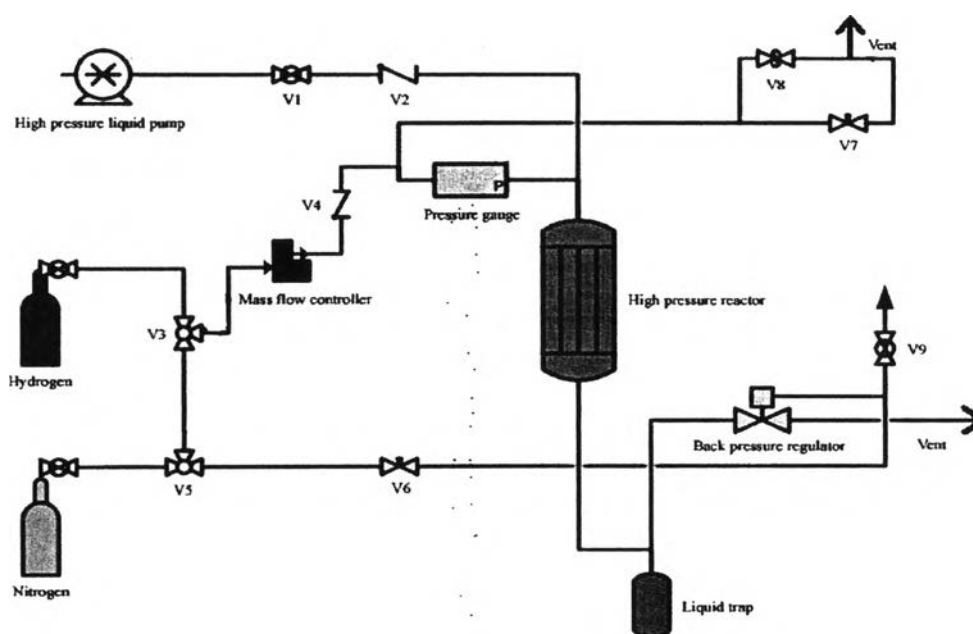 Vent
V8
V1
V2
High pressure liquid pump
V7
P
V4
Pressure gauge
Mass flow controller
High pressure reactor
V3
V9
Hydrogen
Back pressure regulator
Vent
V5
V6
Nitrogen
Liquid trap